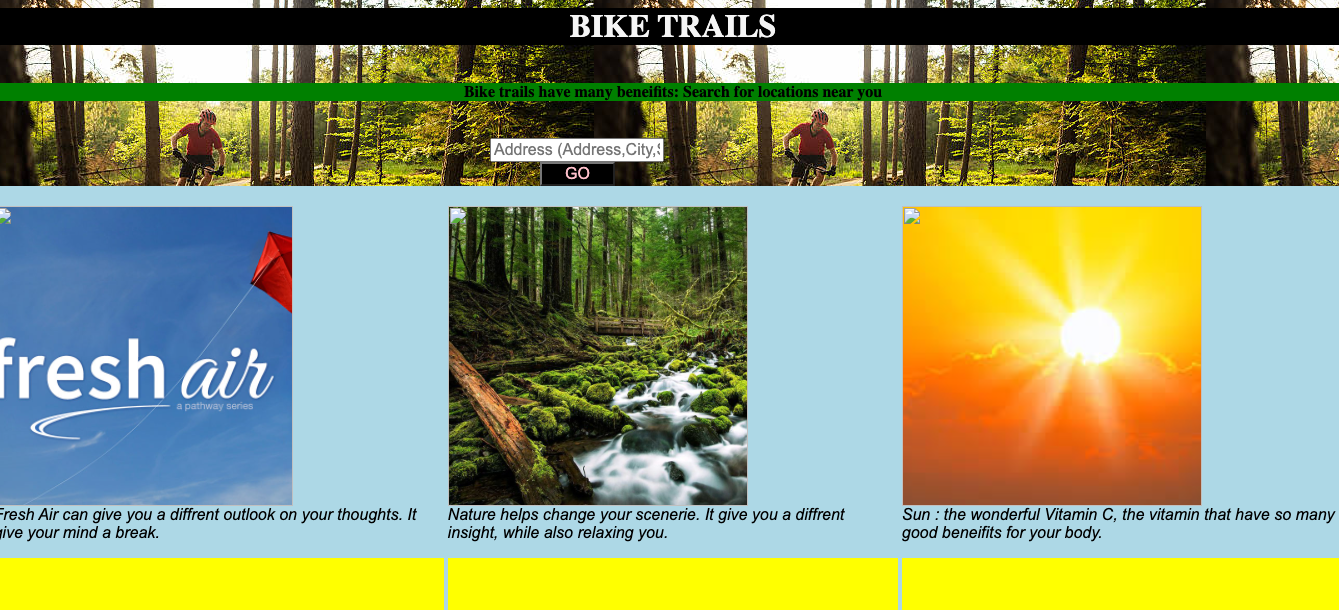 BIKE TRAILS
Bike trails have many beneifits: Search for locations near you
Address (Address,City,S
GO
fresh air
a pathway series
Fresh Air can give you a diffrent outlook on your thoughts. It
give your mind a break.
Nature helps change your scenerie. It give you a diffrent
insight, while also relaxing you.
Sun : the wonderful Vitamin C, the vitamin that have so many
good beneifits for your body.